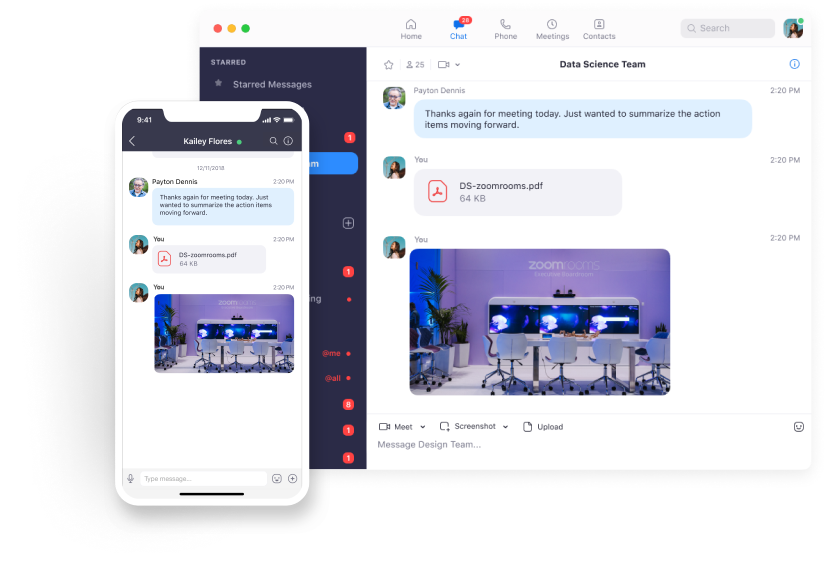 28
Home
Chat
Phone
Meetings
Contacts
Search
STARRED
Starred Messages
25
Data Science Team
1
am
1
ing
@me
@all
8
1
1
Payton Dennis
2:20 PM
Thanks again for meeting today. Just wanted to summarize the action
items moving forward.
You
2:20 PM
DS-zoomrooms.pdf
64 KB
You
2:20 PM
zoomrooms
Meet
Screenshot
Upload
Message Design Team...
9:41
Kailey Flores
12/11/2018
Payton Dennis
2:20 PM
Thanks again for meeting today. Just
wanted to summarize the action items
moving forward.
You
2:20 PM
DS-zoomrooms.pdf
64 KB
You
2:20 PM
zoomrooms
Type message...